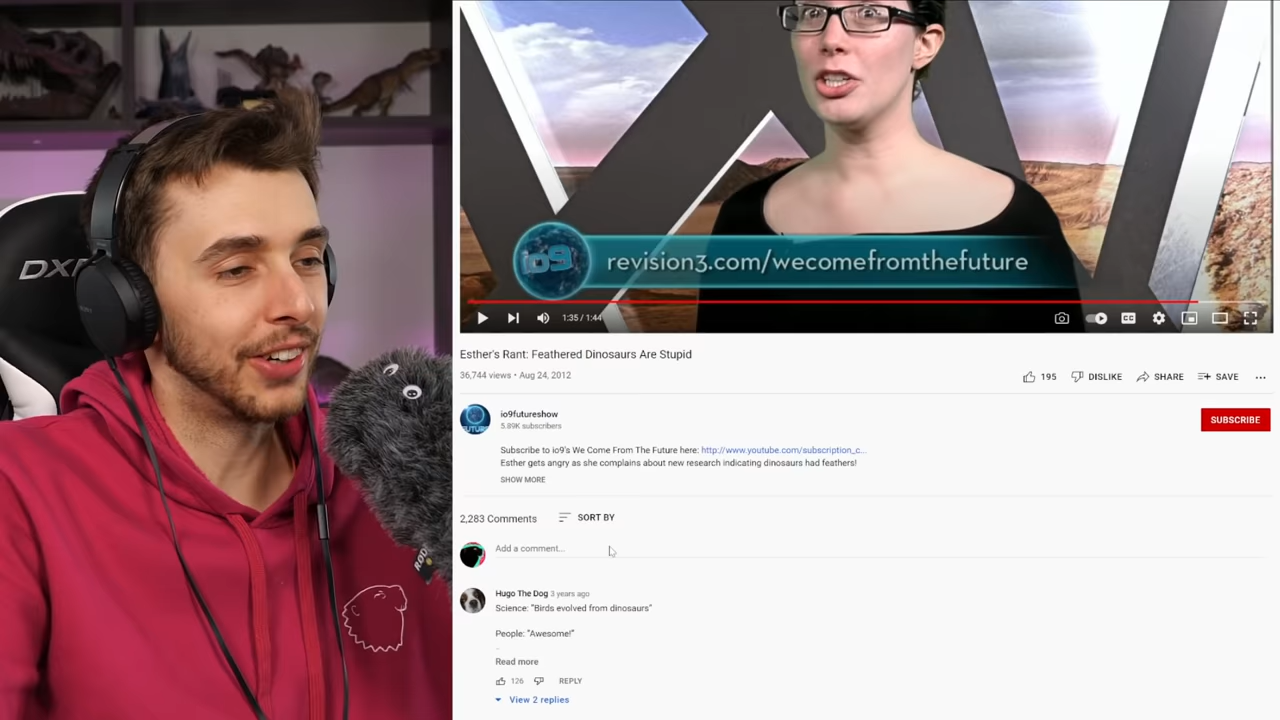 DXR
io9
revision3.com/wecomefromthefuture
1:35 / 1:44
CC
Esther's Rant: Feathered Dinosaurs Are Stupid
36,744 views • Aug 24, 2012
195 DISLIKE SHARE SAVE
io9futureshow
5.89K subscribers
SUBSCRIBE
Subscribe to io9's We Come From The Future here: http://www.youtube.com/subscription_c...
Esther gets angry as she complains about new research indicating dinosaurs had feathers!
SHOW MORE
2,283 Comments SORT BY
Add a comment...
Hugo The Dog 3 years ago
Science: "Birds evolved from dinosaurs"
People: "Awesome!"
Read more
126 REPLY
View 2 replies